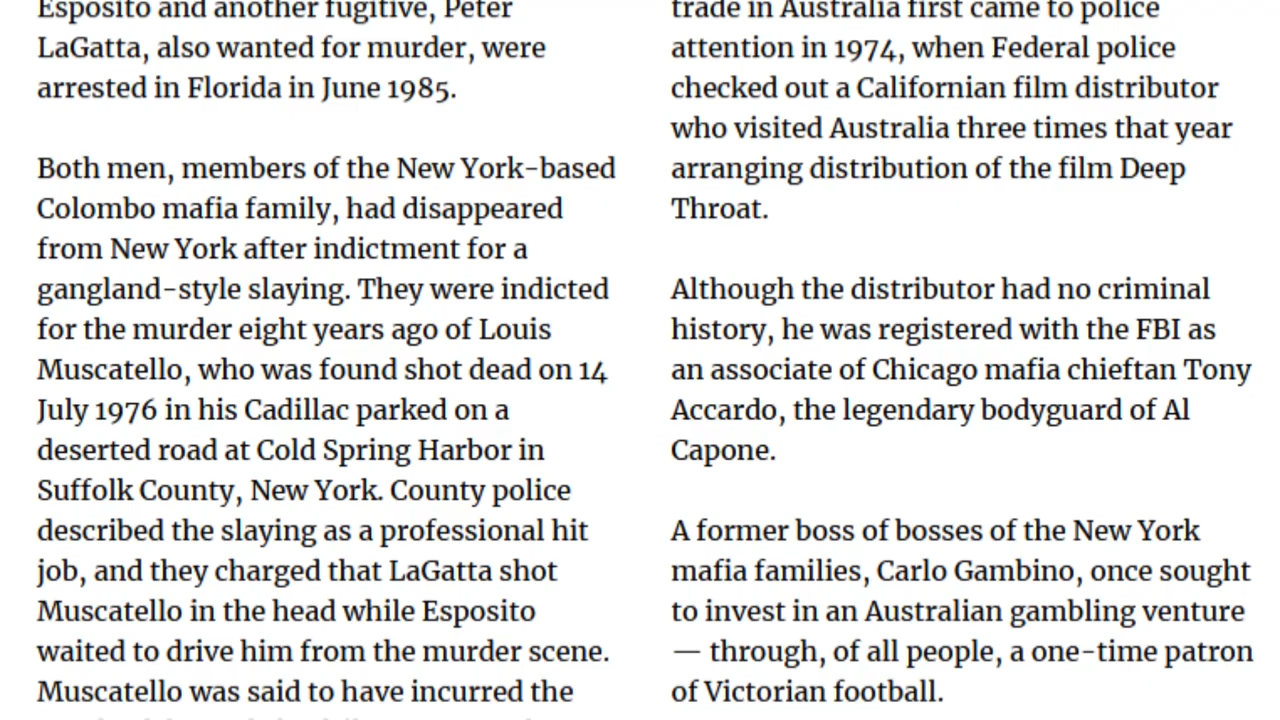 Esposito and another fugitive, Peter
LaGatta, also wanted for murder, were
arrested in Florida in June 1985.
Both men, members of the New York-based
Colombo mafia family, had disappeared
from New York after indictment for a
gangland-style slaying. They were indicted
for the murder eight years ago of Louis
Muscatello, who was found shot dead on 14
July 1976 in his Cadillac parked on a
deserted road at Cold Spring Harbor in
Suffolk County, New York. County police
described the slaying as a professional hit
job, and they charged that LaGatta shot
Muscatello in the head while Esposito
waited to drive him from the murder scene.
Muscatello was said to have incurred the
trade in Australia first came to police
attention in 1974, when Federal police
checked out a Californian film distributor
who visited Australia three times that year
arranging distribution of the film Deep
Throat.
Although the distributor had no criminal
history, he was registered with the FBI as
an associate of Chicago mafia chieftan Tony
Accardo, the legendary bodyguard of Al
Capone.
A former boss of bosses of the New York
mafia families, Carlo Gambino, once sought
to invest in an Australian gambling venture
— through, of all people, a one-time patron
of Victorian football.